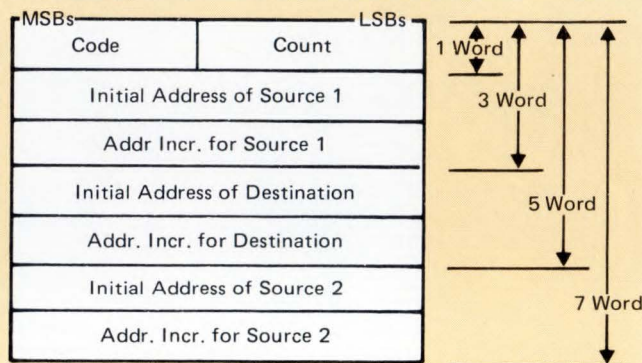 MSBs LSBs
Code Count
Initial Address of Source 1
Addr Incr. for Source 1
Initial Address of Destination
Addr. Incr. for Destination
Initial Address of Source 2
Addr. Incr. for Source 2
1 Word
3 Word
5 Word
7 Word